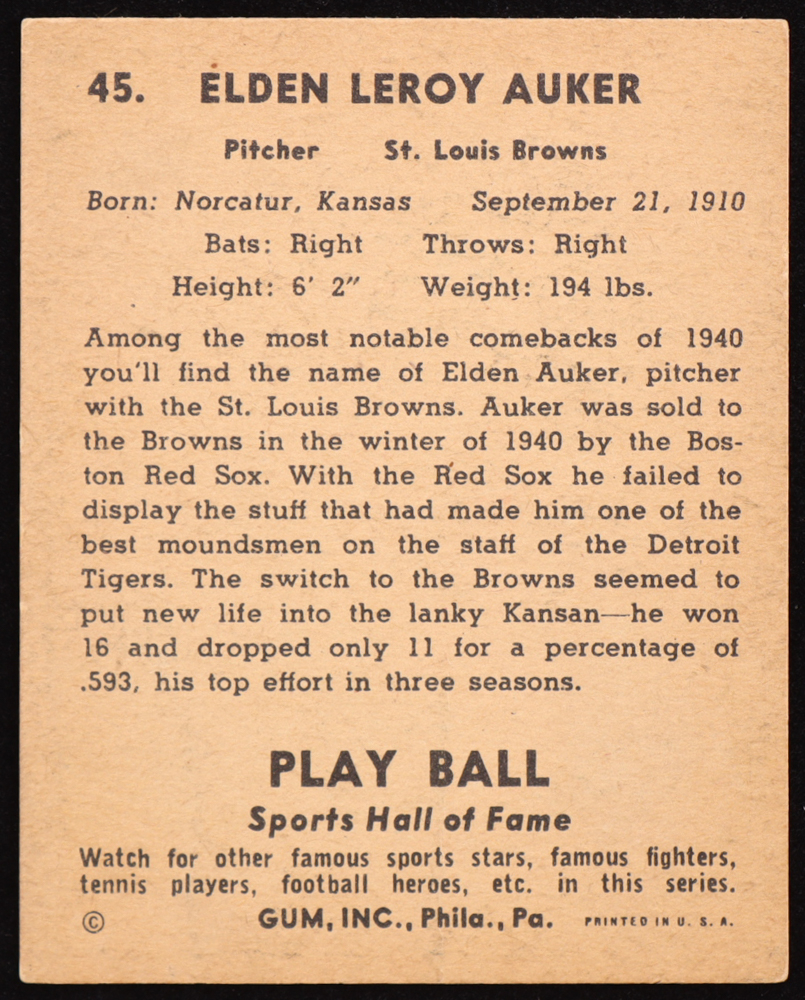 45. ELDEN LEROY AUKER
Pitcher St. Louis Browns
Born: Norcatur, Kansas September 21, 1910
Bats: Right Throws: Right
Height: 6' 2" Weight: 194 lbs.
Among the most notable comebacks of 1940
you'll find the name of Elden Auker, pitcher
with the St. Louis Browns. Auker was sold to
the Browns in the winter of 1940 by the Bos-
ton Red Sox. With the Red Sox he failed to
display the stuff that had made him one of the
best moundsmen on the staff of the Detroit
Tigers. The switch to the Browns seemed to
put new life into the lanky Kansan—he won
16 and dropped only 11 for a percentage of
.593, his top effort in three seasons.
PLAY BALL
Sports Hall of Fame
Watch for other famous sports stars, famous fighters,
tennis players, football heroes, etc. in this series.
© GUM, INC., Phila., Pa. PRINTED IN U. S. A.